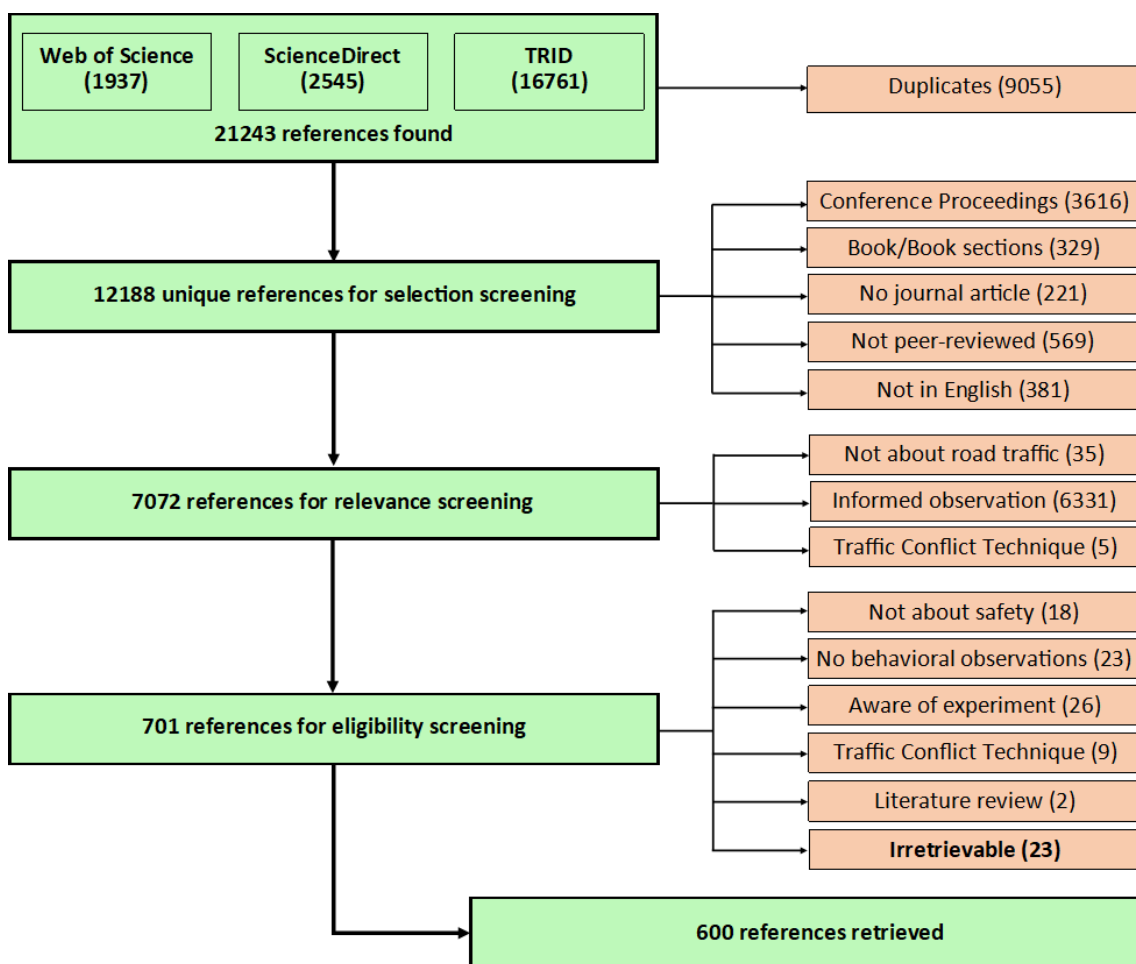 Web of Science
(1937)
ScienceDirect
(2545)
TRID
(16761)
21243 references found
Duplicates (9055)
12188 unique references for selection screening
Conference Proceedings (3616)
Book/Book sections (329)
No journal article (221)
Not peer-reviewed (569)
Not in English (381)
7072 references for relevance screening
Not about road traffic (35)
Informed observation (6331)
Traffic Conflict Technique (5)
701 references for eligibility screening
Not about safety (18)
No behavioral observations (23)
Aware of experiment (26)
Traffic Conflict Technique (9)
Literature review (2)
Irretrievable (23)
600 references retrieved